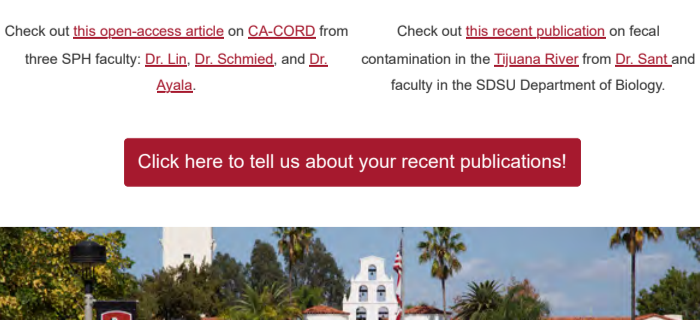 Check out this open-access article on CA-CORD from
three SPH faculty: Dr. Lin, Dr. Schmied, and Dr.
Ayala.
Check out this recent publication on fecal
contamination in the Tijuana River from Dr. Sant and
faculty in the SDSU Department of Biology.
Click here to tell us about your recent publications!